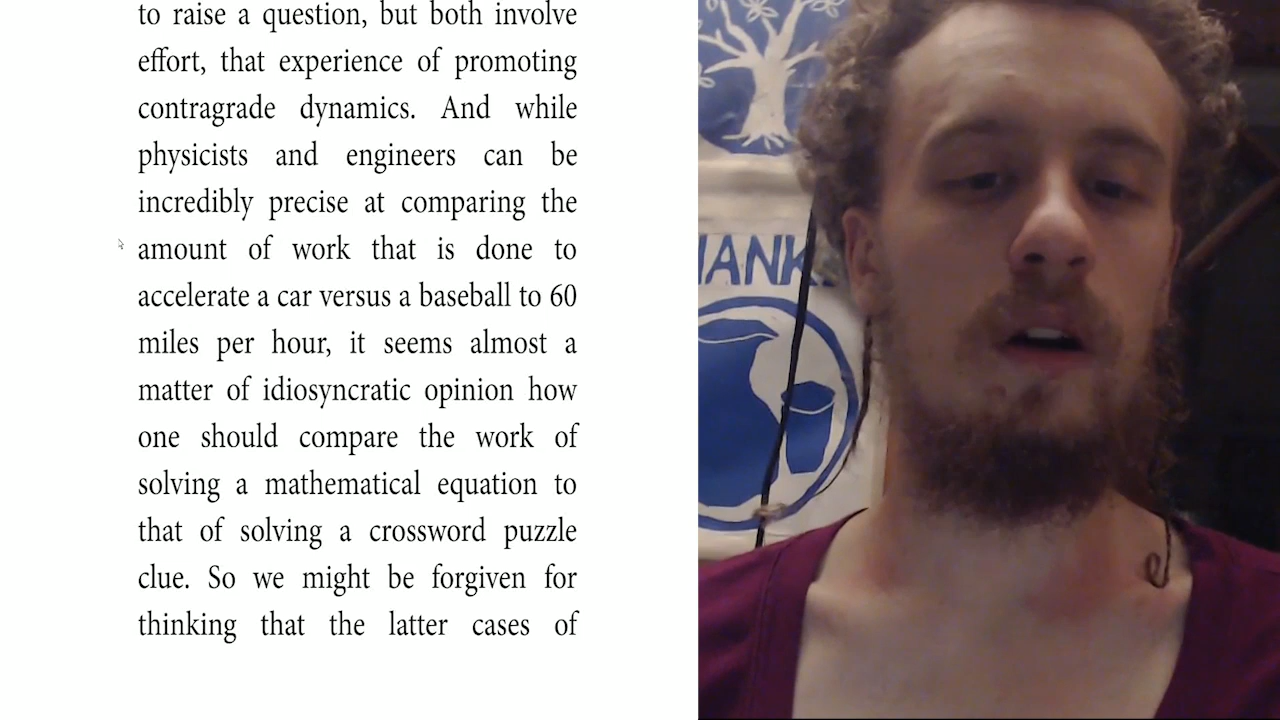 to raise a question, but both involve
effort, that experience of promoting
contragrade dynamics. And while
physicists and engineers can be
incredibly precise at comparing the
amount of work that is done to
accelerate a car versus a baseball to 60
miles per hour, it seems almost a
matter of idiosyncratic opinion how
one should compare the work of
solving a mathematical equation to
that of solving a crossword puzzle
clue. So we might be forgiven for
thinking that the latter cases of